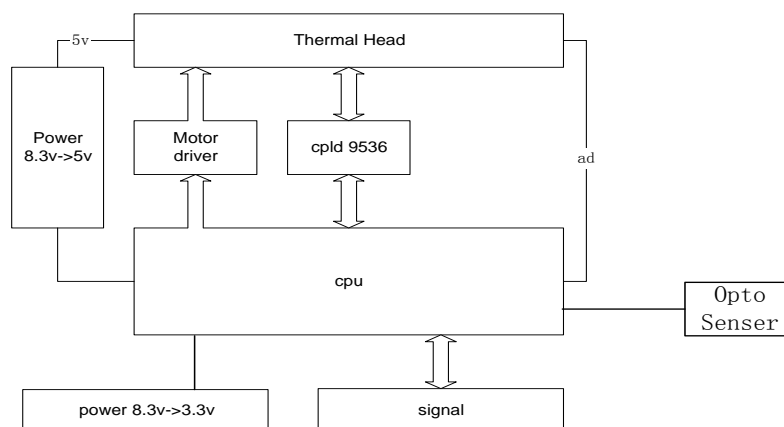 Thermal Head
5v
Power
8.3v->5v
Motor
driver
cpld 9536
ad
cpu
Opto
Senser
power 8.3v->3.3v
signal